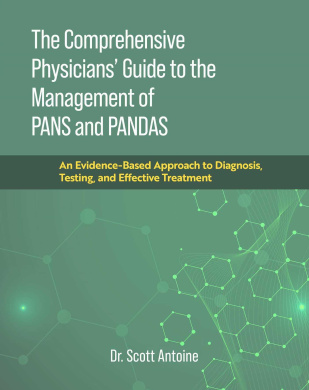 The Comprehensive
Physicians’ Guide to the
Management of
PANS and PANDAS
An Evidence-Based Approach to Diagnosis,
Testing, and Effective Treatment
Dr. Scott Antoine